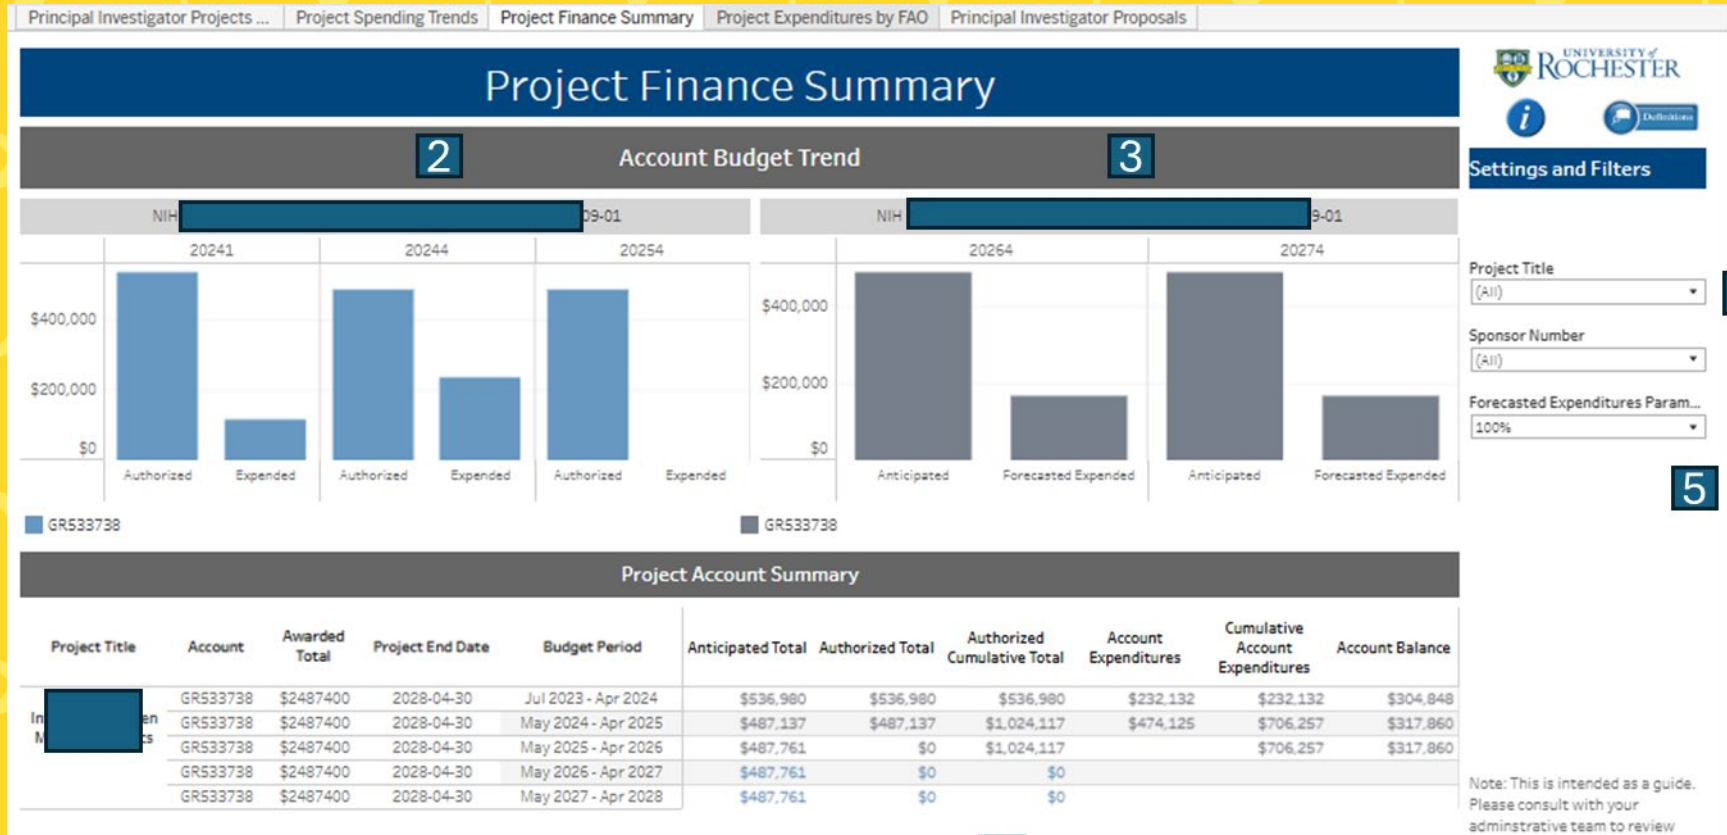 Principal Investigator Projects ... Project Spending Trends Project Finance Summary Project Expenditures by FAO Principal Investigator Proposals
Project Finance Summary
UNIVERSITY of
ROCHESTER
i Definitions
2 Account Budget Trend 3
Settings and Filters
NIH 09-01 NIH 9-01
20241 20244 20254 20264 20274
Project Title
(All)
$400,000 $400,000
Sponsor Number
(All)
$200,000 $200,000
Forecasted Expenditures Param...
100%
$0 $0
Authorized Expended Authorized Expended Authorized Expended Anticipated Forecasted Expended Anticipated Forecasted Expended
5
GR533738 GR533738
Project Account Summary
Project Title Account Awarded Total Project End Date Budget Period Anticipated Total Authorized Total Authorized Cumulative Total Account Expenditures Cumulative Account Expenditures Account Balance
GR533738 $2487400 2028-04-30 Jul 2023 - Apr 2024 $536,980 $536,980 $536,980 $232,132 $232,132 $304,848
In en GR533738 $2487400 2028-04-30 May 2024 - Apr 2025 $487,137 $487,137 $1,024,117 $474,125 $706,257 $317,860
M cs GR533738 $2487400 2028-04-30 May 2025 - Apr 2026 $487,761 $0 $1,024,117 $706,257 $317,860
GR533738 $2487400 2028-04-30 May 2026 - Apr 2027 $487,761 $0 $0
GR533738 $2487400 2028-04-30 May 2027 - Apr 2028 $487,761 $0 $0
Note: This is intended as a guide.
Please consult with your
adminstrative team to review